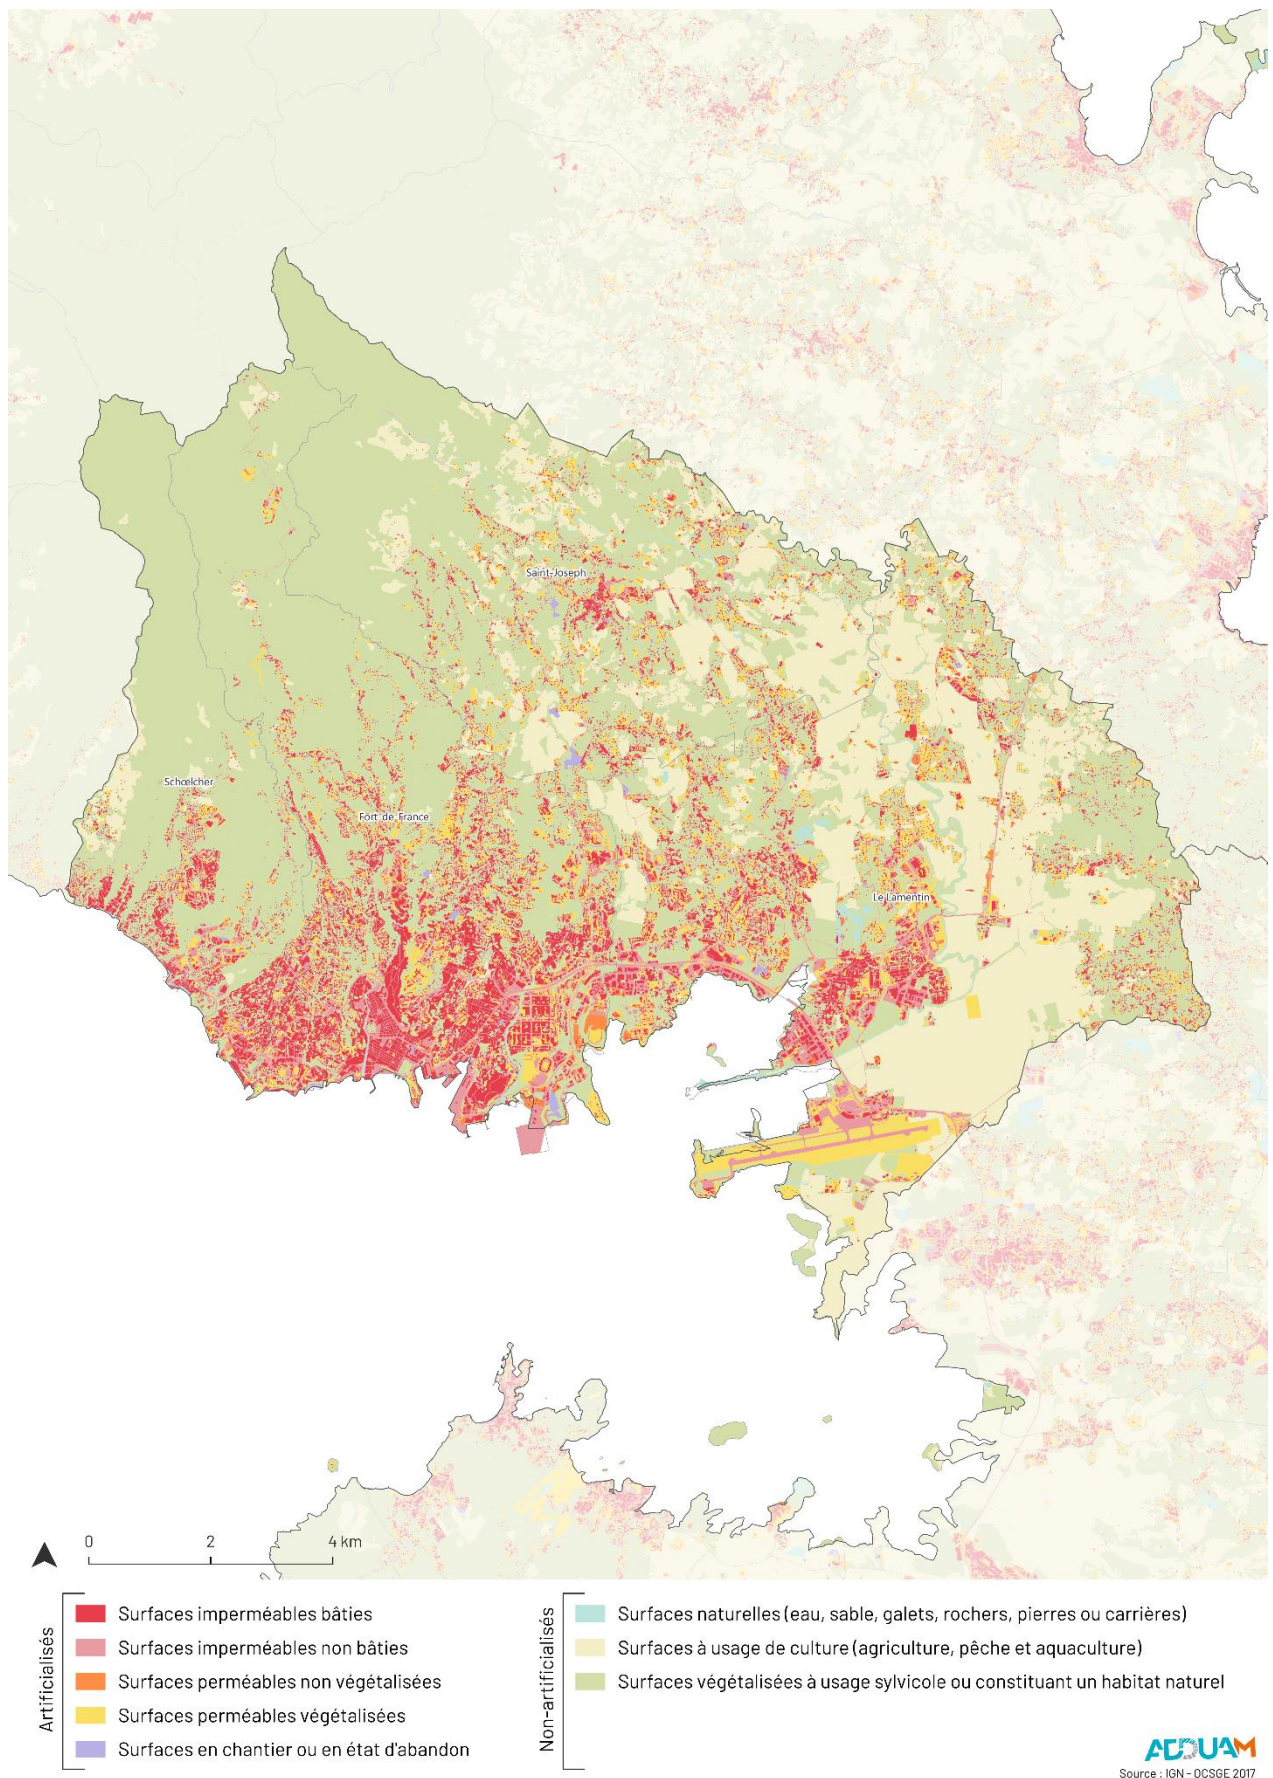 Saint-Joseph
Schœlcher
Fort-de-France
Le Lamentin
0 2 4 km
Artificialisés
Surfaces imperméables bâties
Surfaces imperméables non bâties
Surfaces perméables non végétalisées
Surfaces perméables végétalisées
Surfaces en chantier ou en état d'abandon
Non-artificialisés
Surfaces naturelles (eau, sable, galets, rochers, pierres ou carrières)
Surfaces à usage de culture (agriculture, pêche et aquaculture)
Surfaces végétalisées à usage sylvicole ou constituant un habitat naturel
ADDUAM
Source : IGN - OCSGE 2017